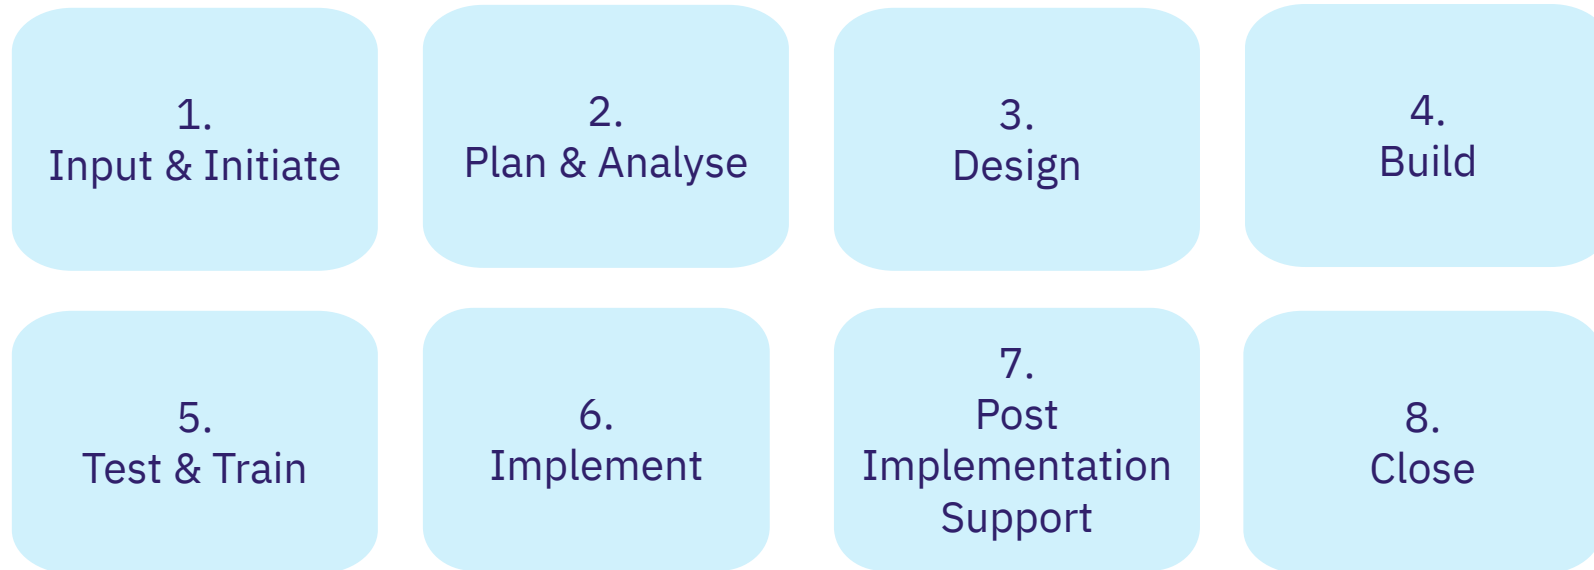 1.
Input & Initiate
2.
Plan & Analyse
3.
Design
4.
Build
5.
Test & Train
6.
Implement
7.
Post
Implementation
Support
8.
Close